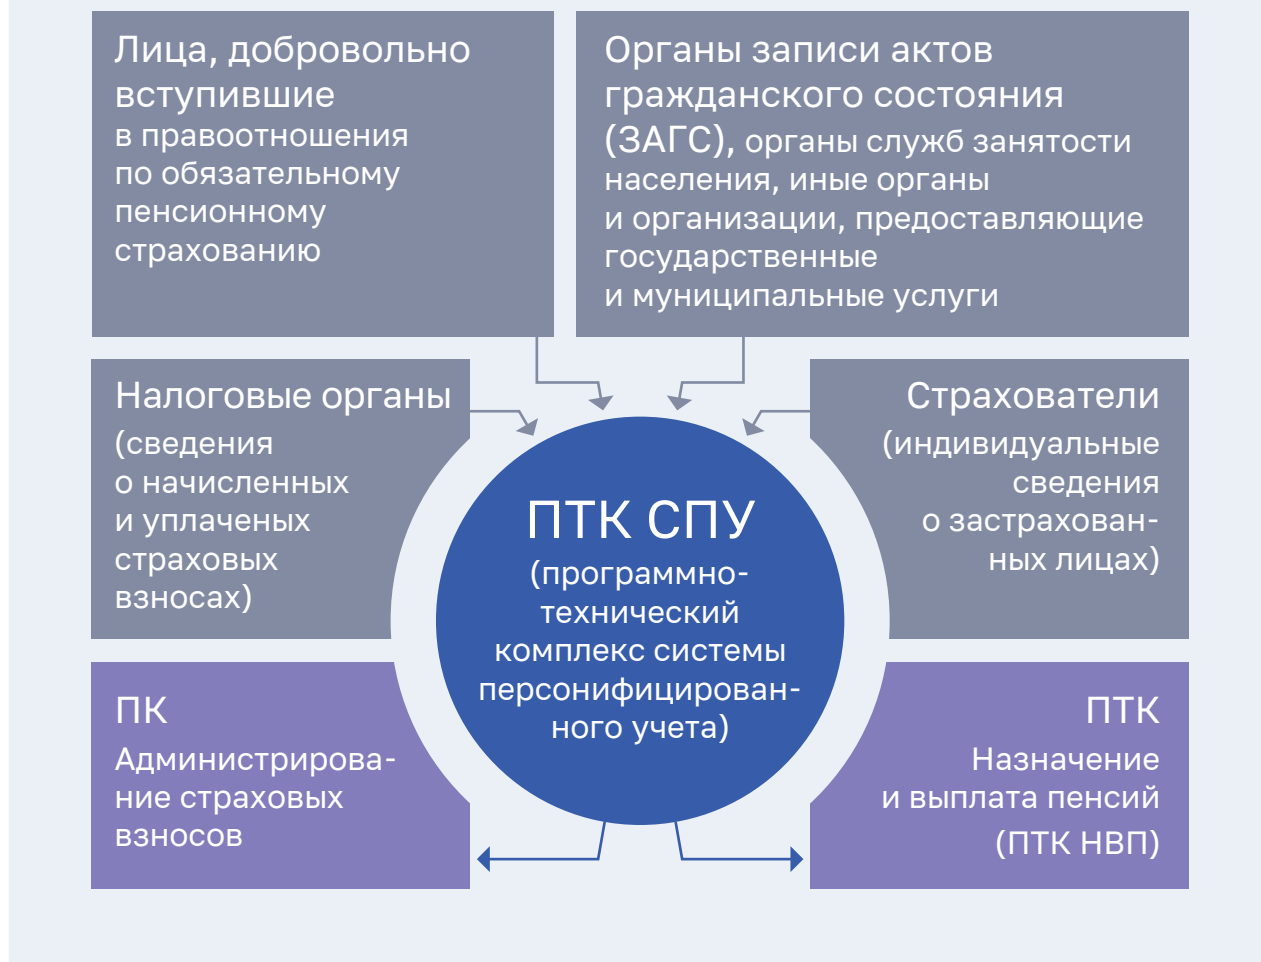 Лица, добровольно
вступившие
в правоотношения
по обязательному
пенсионному
страхованию
Органы записи актов
гражданского состояния
(ЗАГС), органы служб занятости
населения, иные органы
и организации, предоставляющие
государственные
и муниципальные услуги
Налоговые органы
(сведения
о начисленных
и уплаченых
страховых
взносах)
Страхователи
(индивидуальные
сведения
о застрахован-
ных лицах)
ПТК СПУ
(программно-
технический
комплекс системы
персонифицирован-
ного учета)
ПК
Администрирова-
ние страховых
взносов
ПТК
Назначение
и выплата пенсий
(ПТК НВП)